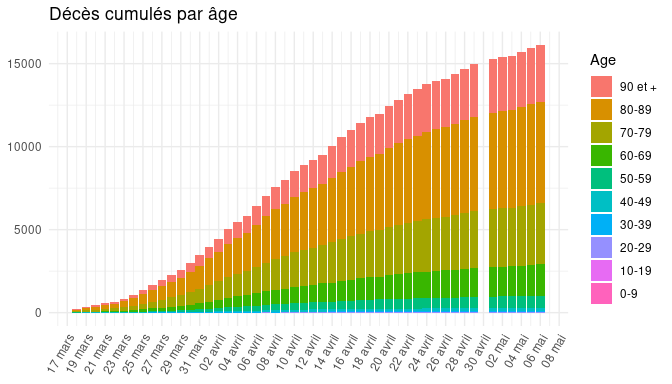 Décès cumulés par âge
15000
10000
5000
0
17 mars
19 mars
21 mars
23 mars
25 mars
27 mars
29 mars
31 mars
02 avril
04 avril
06 avril
08 avril
10 avril
12 avril
14 avril
16 avril
18 avril
20 avril
22 avril
24 avril
26 avril
28 avril
30 avril
02 mai
04 mai
06 mai
08 mai
Age
90 et +
80-89
70-79
60-69
50-59
40-49
30-39
20-29
10-19
0-9